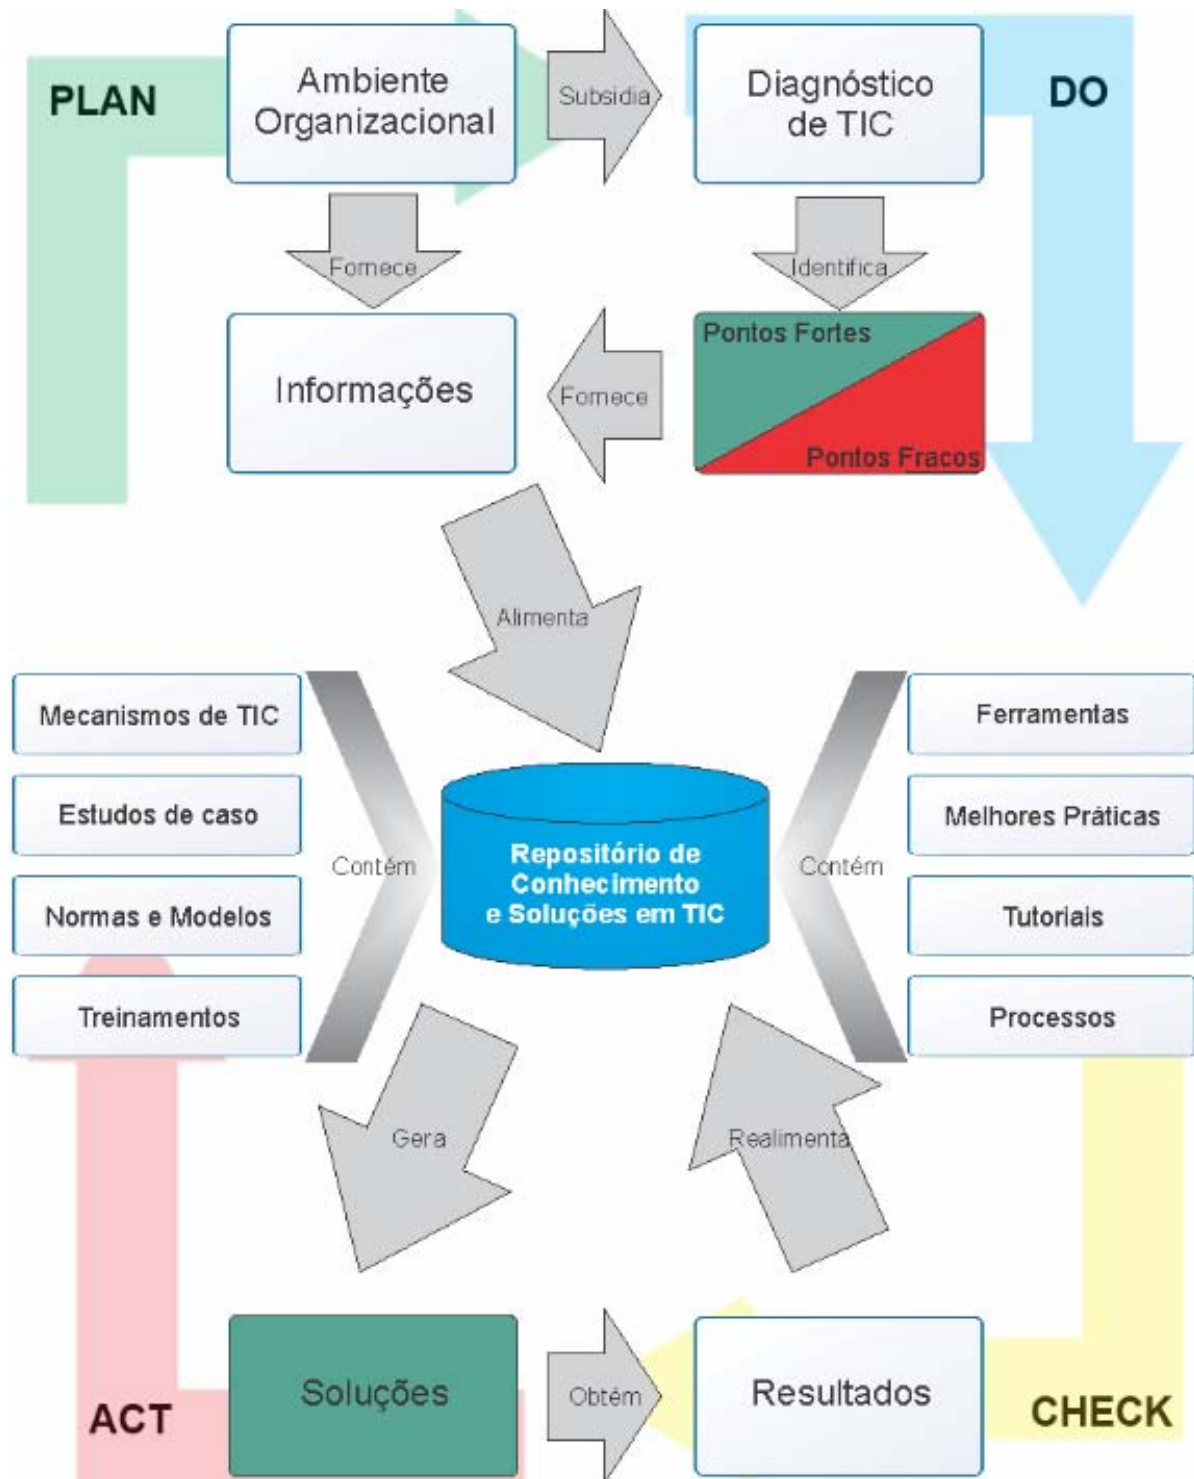 PLAN
Ambiente
Organizacional
Subsidia
Diagnóstico
de TIC
DO
Fornece
Identifica
Informações
Fornece
Pontos Fortes
Pontos Fracos
Alimenta
Mecanismos de TIC
Estudos de caso
Normas e Modelos
Treinamentos
Contém
Repositório de
Conhecimento
e Soluções em TIC
Contém
Ferramentas
Melhores Práticas
Tutoriais
Processos
Gera
Realimenta
ACT
Soluções
Obtém
Resultados
CHECK